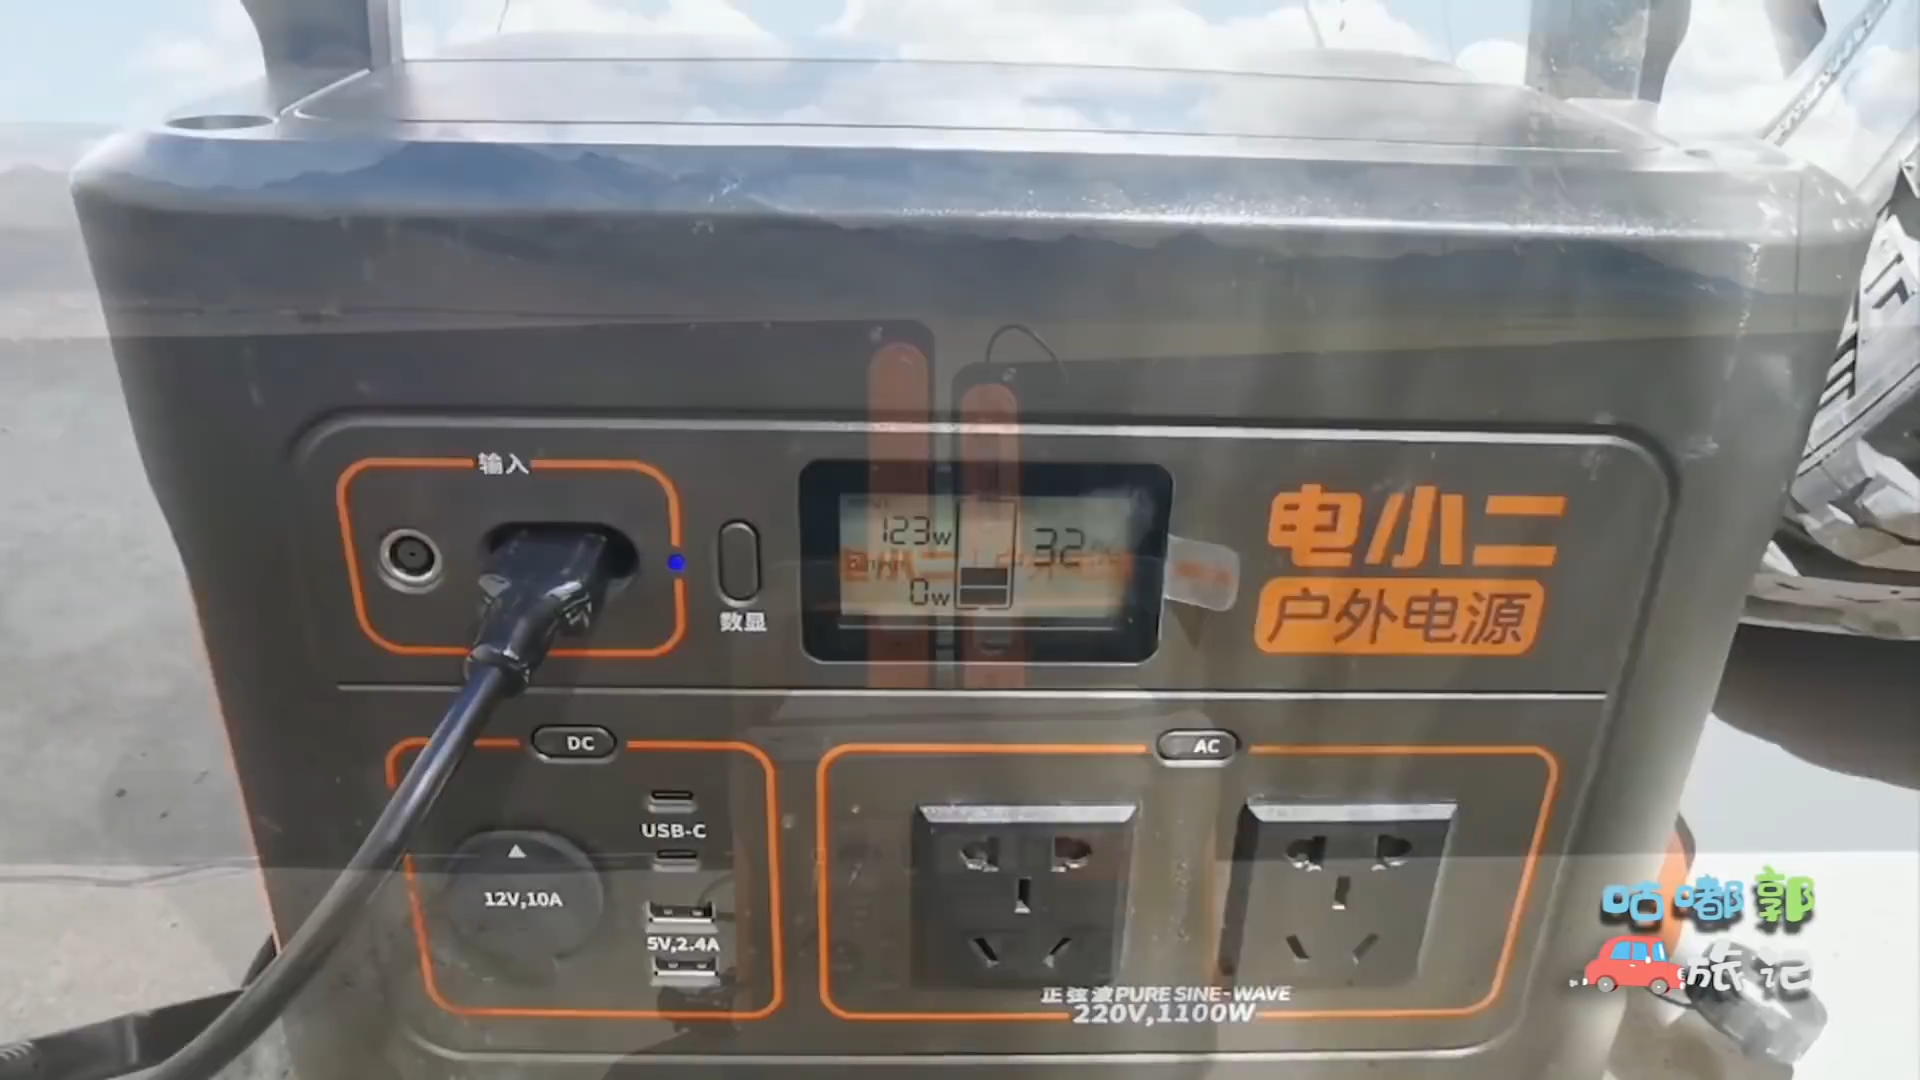 输入
数显
123w
0w
32
电小二
户外电源
DC
AC
USB-C
12V,10A
5V,2.4A
正弦波PURE SINE-WAVE
220V,1100W
咕嘟郭
旅记